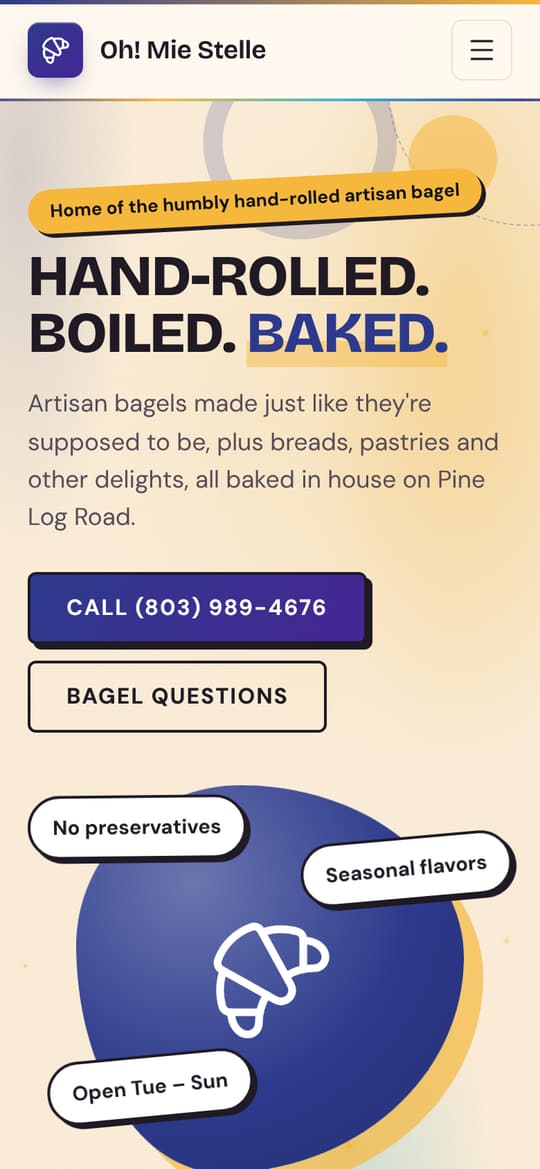 Oh! Mie Stelle
Home of the humbly hand-rolled artisan bagel
HAND-ROLLED.
BOILED. BAKED.
Artisan bagels made just like they're
supposed to be, plus breads, pastries and
other delights, all baked in house on Pine
Log Road.
CALL (803) 989-4676
BAGEL QUESTIONS
No preservatives
Seasonal flavors
Open Tue – Sun